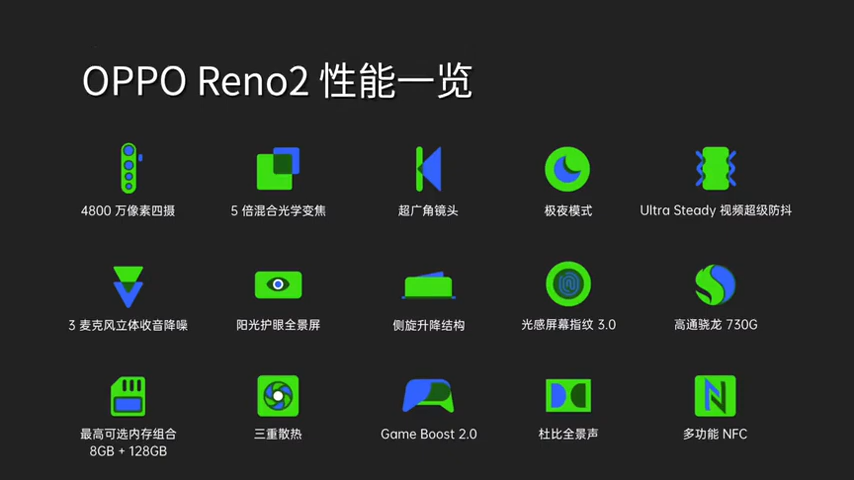 OPPO Reno2 性能一览
4800 万像素四摄
5 倍混合光学变焦
超广角镜头
极夜模式
Ultra Steady 视频超级防抖
3 麦克风立体收音降噪
阳光护眼全景屏
侧旋升降结构
光感屏幕指纹 3.0
高通骁龙 730G
最高可选内存组合
8GB + 128GB
三重散热
Game Boost 2.0
杜比全景声
多功能 NFC